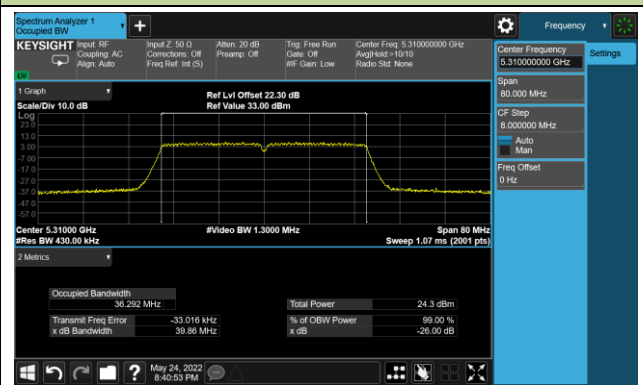 Spectrum Analyzer 1
Occupied BW
+
Frequency
KEYSIGHT
Input: RF
Coupling: AC
Align: Auto
Input Z: 50 Ω
Corrections: Off
Freq Ref: Int (S)
Atten: 20 dB
Preamp: Off
Trig: Free Run
Gate: Off
#IF Gain: Low
Center Freq: 5.310000000 GHz
Avg|Hold:>10/10
Radio Std: None
LXI
Center Frequency
5.310000000 GHz
Settings
Span
80.000 MHz
CF Step
8.000000 MHz
Auto
Man
Freq Offset
0 Hz
1 Graph
Ref Lvl Offset 22.30 dB
Scale/Div 10.0 dB
Ref Value 33.00 dBm
Log
23.0
13.0
3.00
-7.00
-17.0
-27.0
-37.0
-47.0
-57.0
Center 5.31000 GHz
#Video BW 1.3000 MHz
Span 80 MHz
#Res BW 430.00 kHz
Sweep 1.07 ms (2001 pts)
2 Metrics
Occupied Bandwidth
36.292 MHz
Total Power 24.3 dBm
Transmit Freq Error -33.016 kHz
% of OBW Power 99.00 %
x dB Bandwidth 39.86 MHz
x dB -26.00 dB
?
May 24, 2022
8:40:53 PM